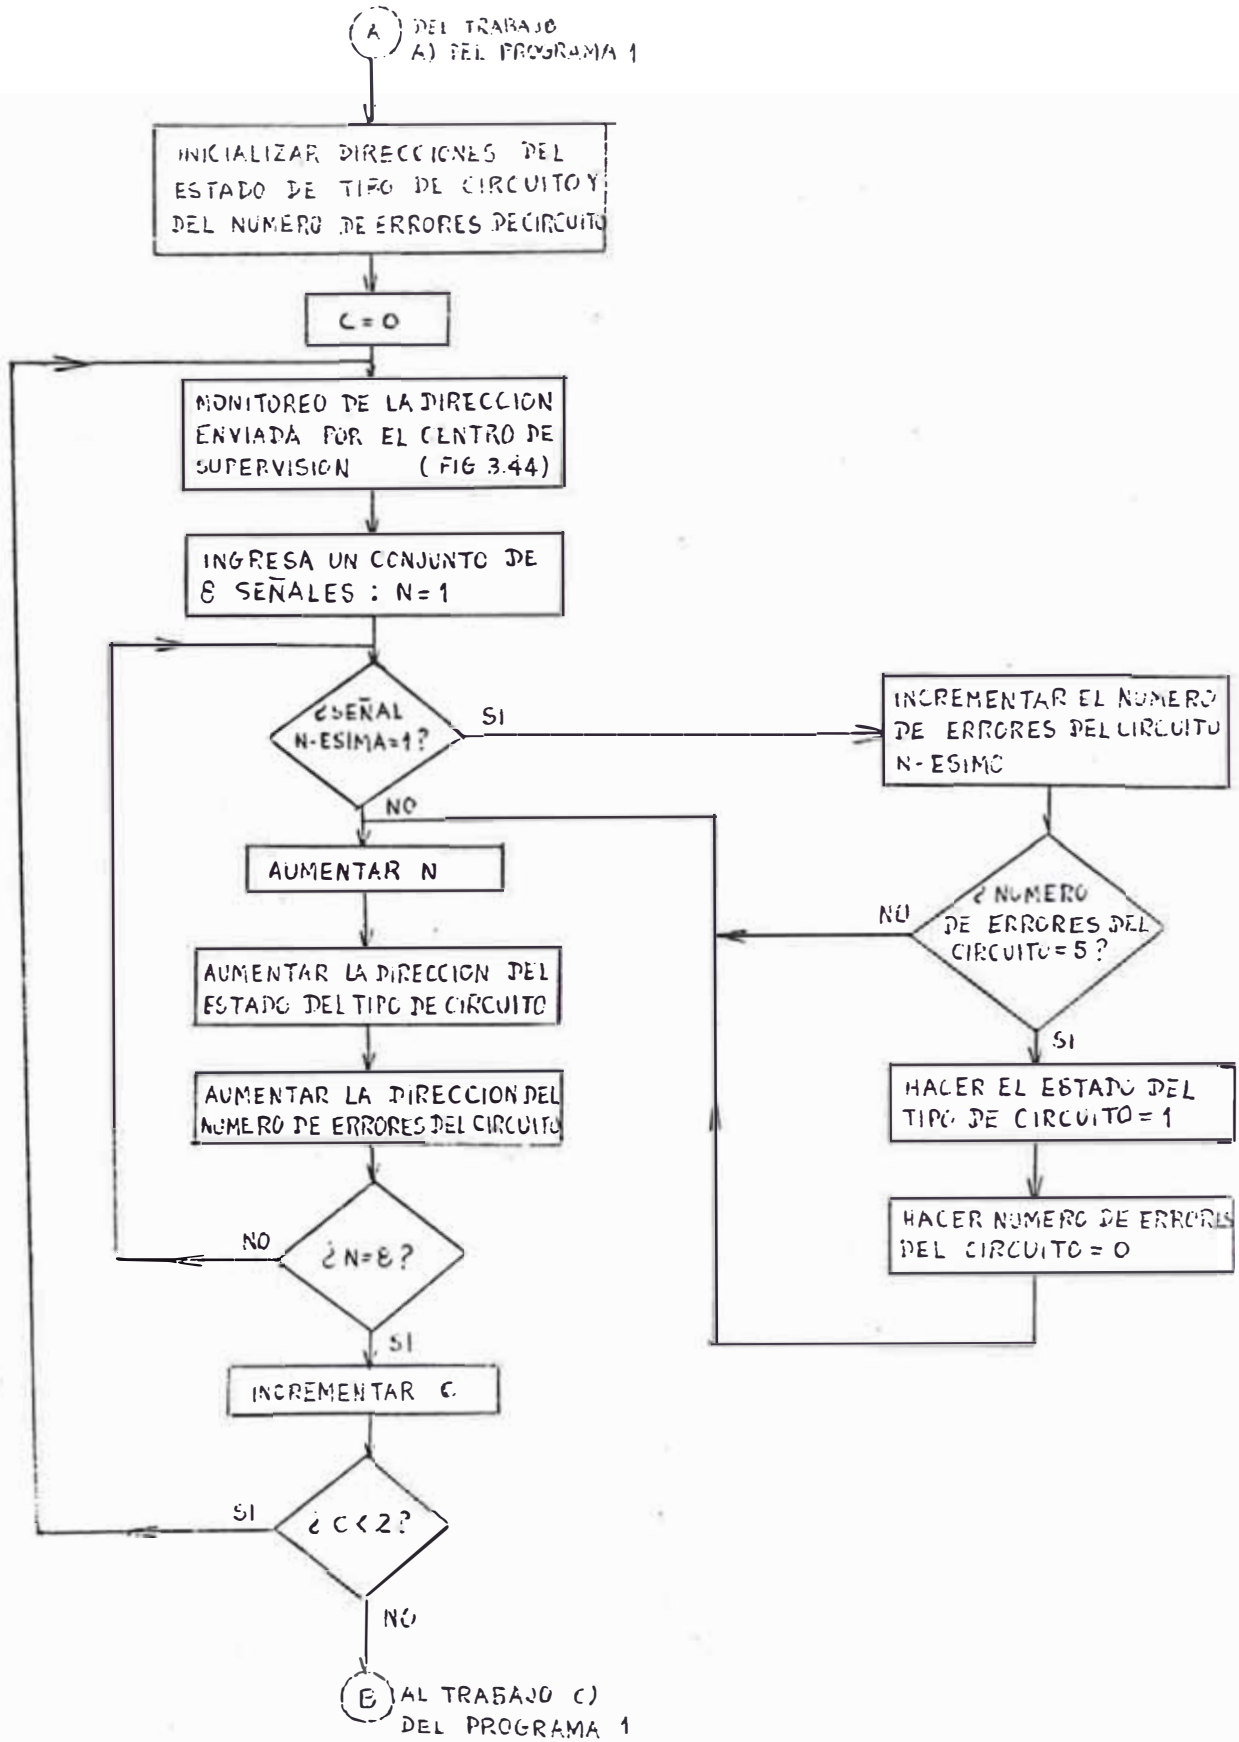 A
DEL TRABAJO
A) DEL PROGRAMA 1
INICIALIZAR DIRECCIONES DEL
ESTADO DE TIPO DE CIRCUITO Y
DEL NUMERO DE ERRORES DE CIRCUITO
C = 0
MONITOREO DE LA DIRECCION
ENVIADA POR EL CENTRO DE
SUPERVISION (FIG 3.44)
INGRESA UN CONJUNTO DE
8 SEÑALES : N = 1
¿SEÑAL
N-ESIMA=1?
SI
NO
INCREMENTAR EL NUMERO
DE ERRORES DEL CIRCUITO
N-ESIMO
AUMENTAR N
¿NUMERO
DE ERRORES DEL
CIRCUITO=5?
NO
SI
AUMENTAR LA DIRECCION DEL
ESTADO DEL TIPO DE CIRCUITO
HACER EL ESTADO DEL
TIPO DE CIRCUITO = 1
AUMENTAR LA DIRECCION DEL
NUMERO DE ERRORES DEL CIRCUITO
HACER NUMERO DE ERRORES
DEL CIRCUITO = 0
¿N=8?
NO
SI
INCREMENTAR C
¿C<2?
SI
NO
B
AL TRABAJO C)
DEL PROGRAMA 1